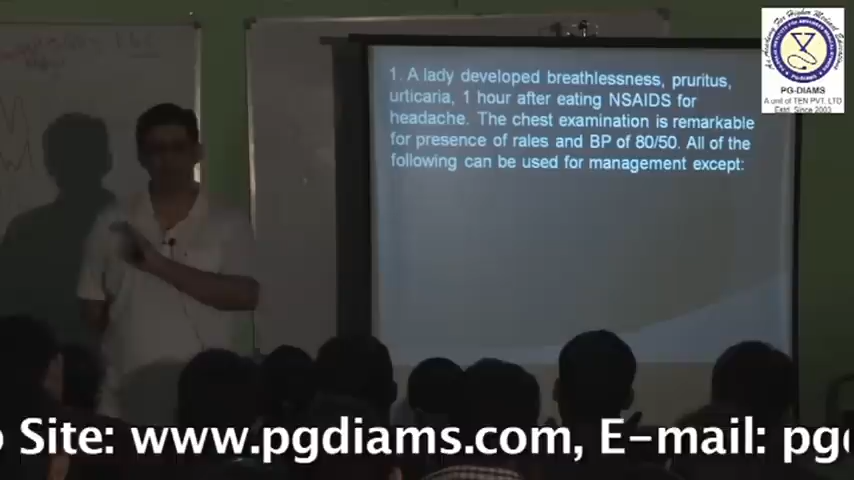 1. A lady developed breathlessness, pruritus,
urticaria, 1 hour after eating NSAIDS for
headache. The chest examination is remarkable
for presence of rales and BP of 80/50. All of the
following can be used for management except:
PG-DIAMS
A unit of TEN PVT. LTD
Estd. Since 2003
Site: www.pgdiams.com, E-mail: